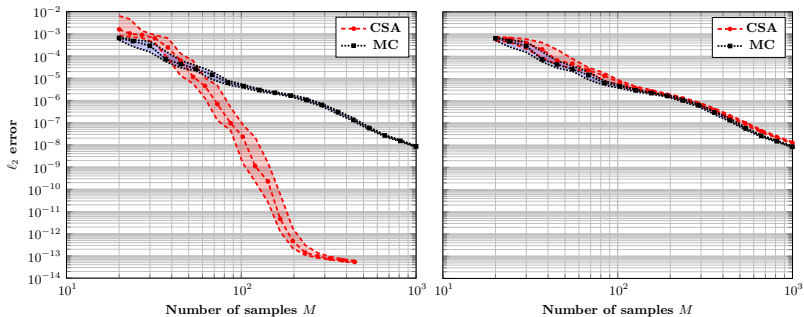 10^−2
10^−3
10^−4
10^−5
10^−6
10^−7
10^−8
10^−9
10^−10
10^−11
10^−12
10^−13
10^−14
ℓ_2 error
CSA
MC
10^1
10^2
10^3
Number of samples M
CSA
MC
10^1
10^2
10^3
Number of samples M